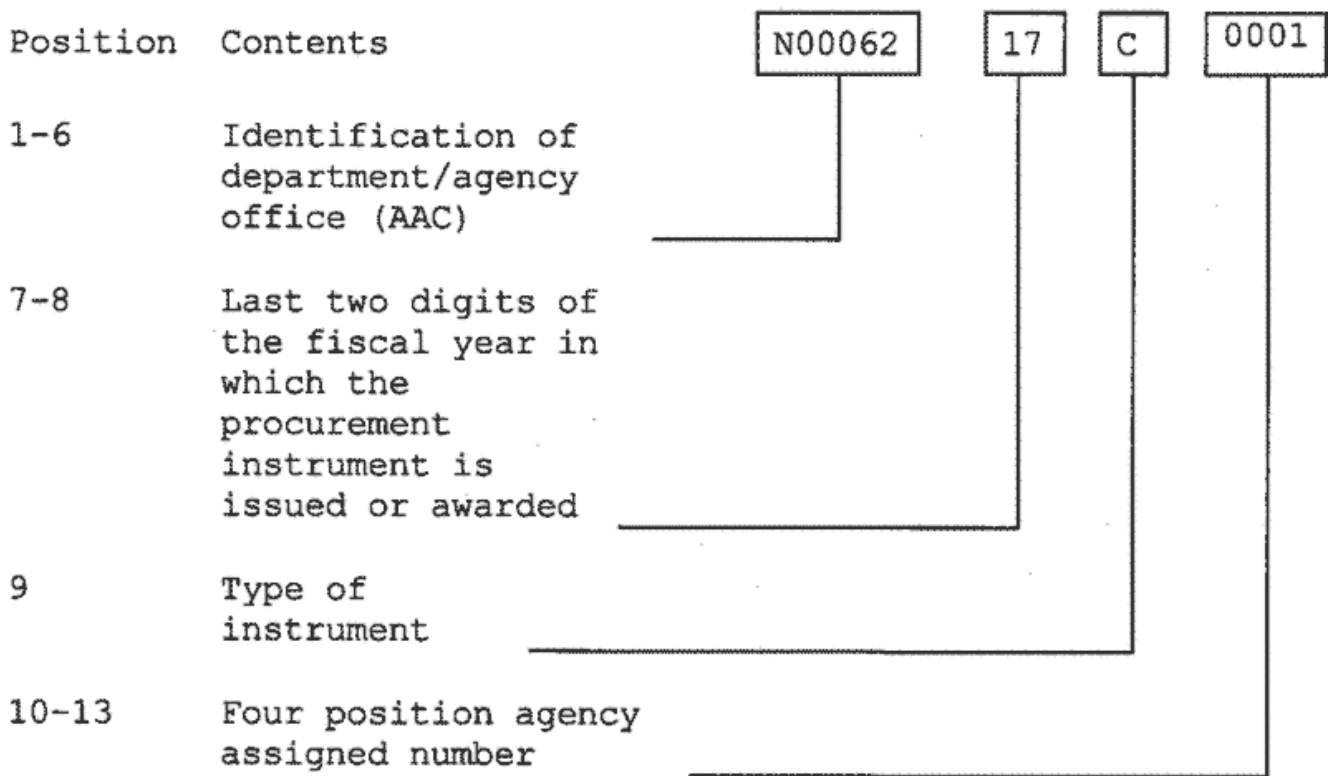 Position Contents N00062 17 C 0001
1-6 Identification of
department/agency
office (AAC)
7-8 Last two digits of
the fiscal year in
which the
procurement
instrument is
issued or awarded
9 Type of
instrument
10-13 Four position agency
assigned number